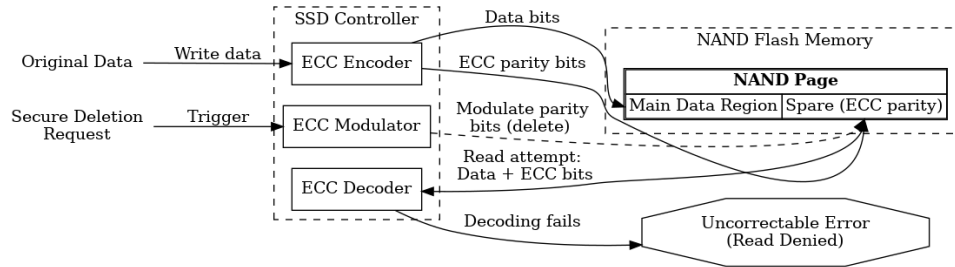 SSD Controller
Data bits
NAND Flash Memory
Original Data
Write data
ECC Encoder
ECC parity bits
NAND Page
Main Data Region
Spare (ECC parity)
Secure Deletion
Request
Trigger
ECC Modulator
Modulate parity
bits (delete)
Read attempt:
Data + ECC bits
ECC Decoder
Decoding fails
Uncorrectable Error
(Read Denied)